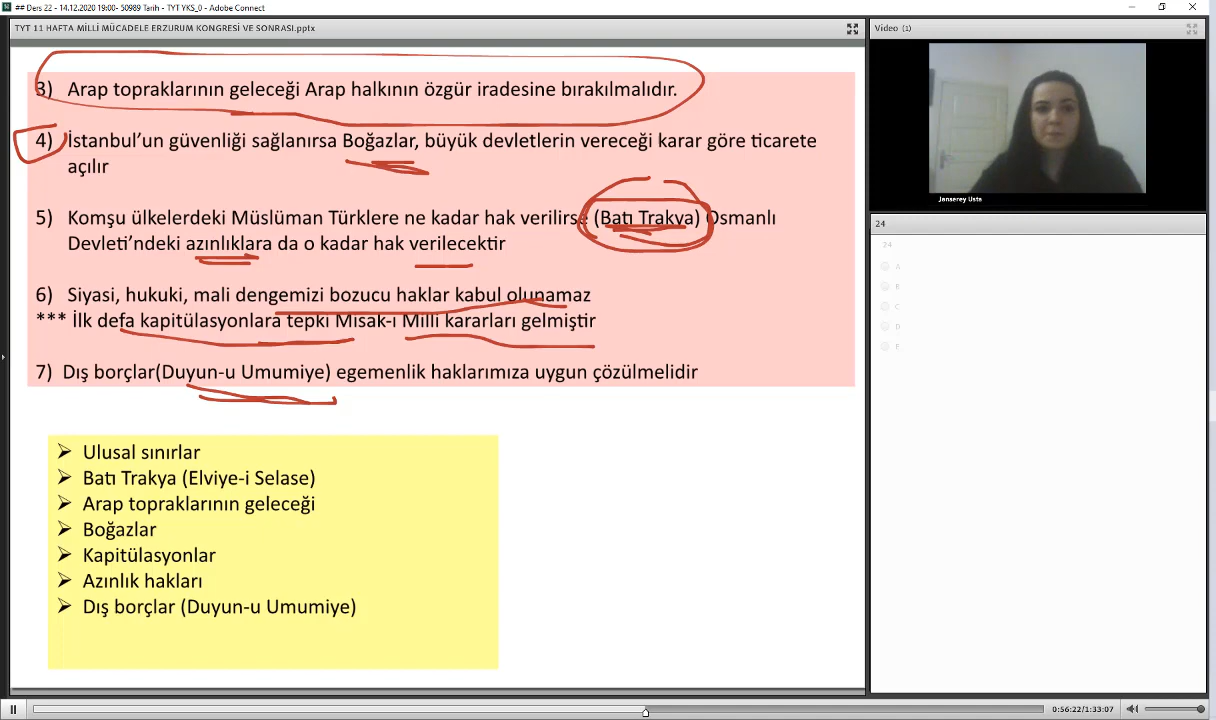 ## Ders 22 - 14.12.2020 19:00- 50989 Tarih - TYT YKS_0 - Adobe Connect
TYT 11 HAFTA MİLLİ MÜCADELE ERZURUM KONGRESİ VE SONRASI.pptx
3) Arap topraklarının geleceği Arap halkının özgür iradesine bırakılmalıdır.
4) İstanbul'un güvenliği sağlanırsa Boğazlar, büyük devletlerin vereceği karar göre ticarete
açılır
5) Komşu ülkelerdeki Müslüman Türklere ne kadar hak verilirse (Batı Trakya) Osmanlı
Devleti'ndeki azınlıklara da o kadar hak verilecektir
6) Siyasi, hukuki, mali dengemizi bozucu haklar kabul olunamaz
*** İlk defa kapitülasyonlara tepki Misak-ı Milli kararları gelmiştir
7) Dış borçlar(Duyun-u Umumiye) egemenlik haklarımıza uygun çözülmelidir
Ulusal sınırlar
Batı Trakya (Elviye-i Selase)
Arap topraklarının geleceği
Boğazlar
Kapitülasyonlar
Azınlık hakları
Dış borçlar (Duyun-u Umumiye)
Video (1)
Janserey Usta
24
24
A
B
C
D
E
0:56:22/1:33:07